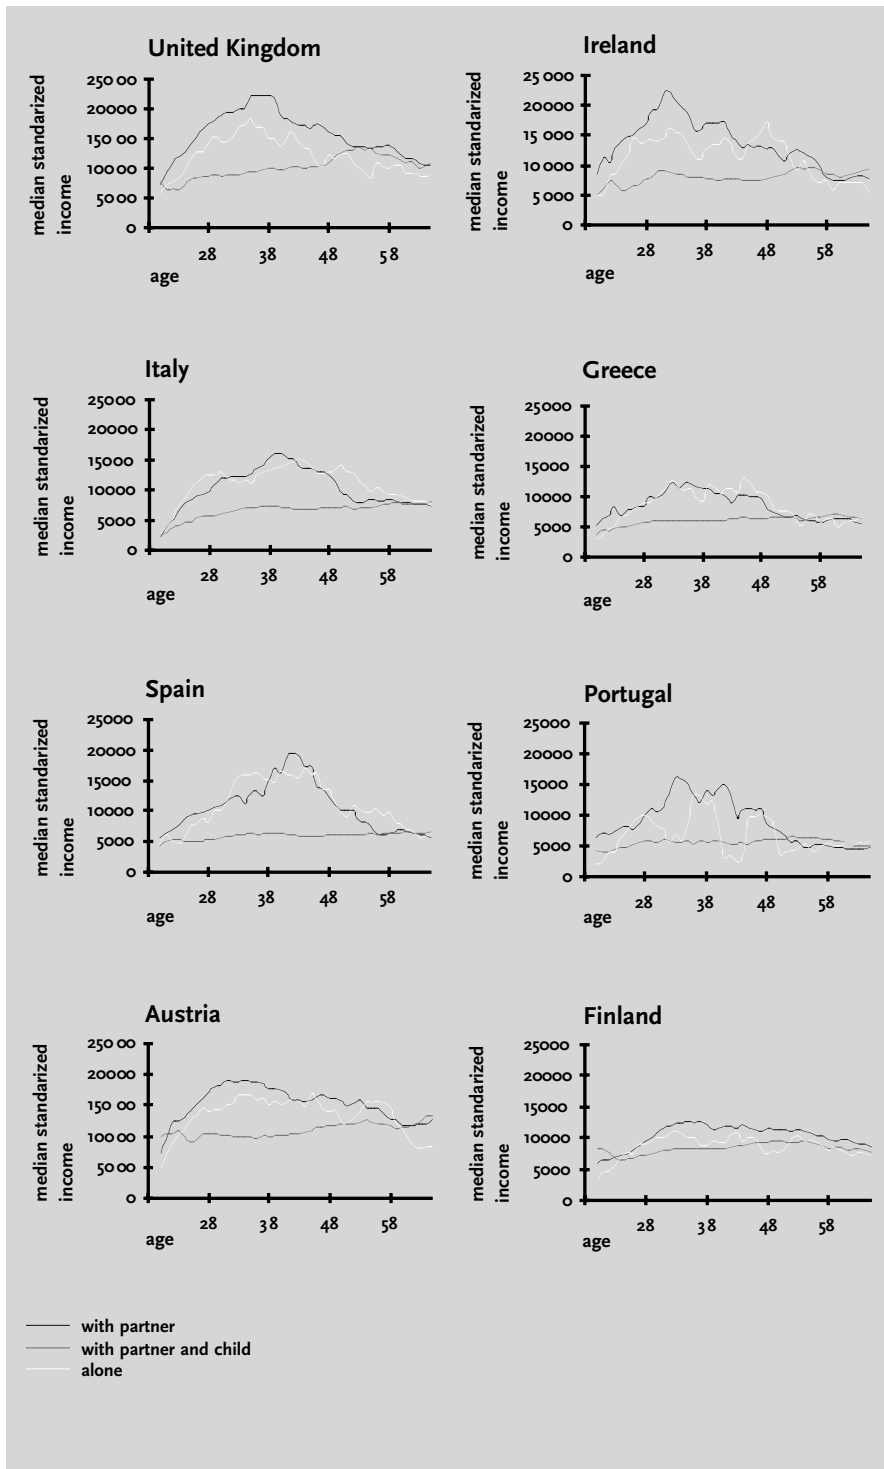 United Kingdom
median standarized
income
250 00
20000
150 00
100 00
50 00
0
28
38
48
5 8
age
Ireland
median standarized
income
25 000
20000
15 000
10 000
5 000
0
28
38
48
58
age
Italy
median standarized
income
25000
20000
15000
10000
5000
0
28
38
48
58
age
Greece
median standarized
income
25000
20000
15000
10000
5000
0
28
38
48
58
age
Spain
median standarized
income
25000
20000
15000
10000
5000
0
28
38
48
58
age
Portugal
median standarized
income
25000
20000
15000
10000
5000
0
28
38
48
58
age
Austria
median standarized
income
250 00
20000
150 00
100 00
50 00
0
28
38
48
58
age
Finland
median standarized
income
25000
20000
15000
10000
5000
0
28
38
48
58
age
with partner
with partner and child
alone